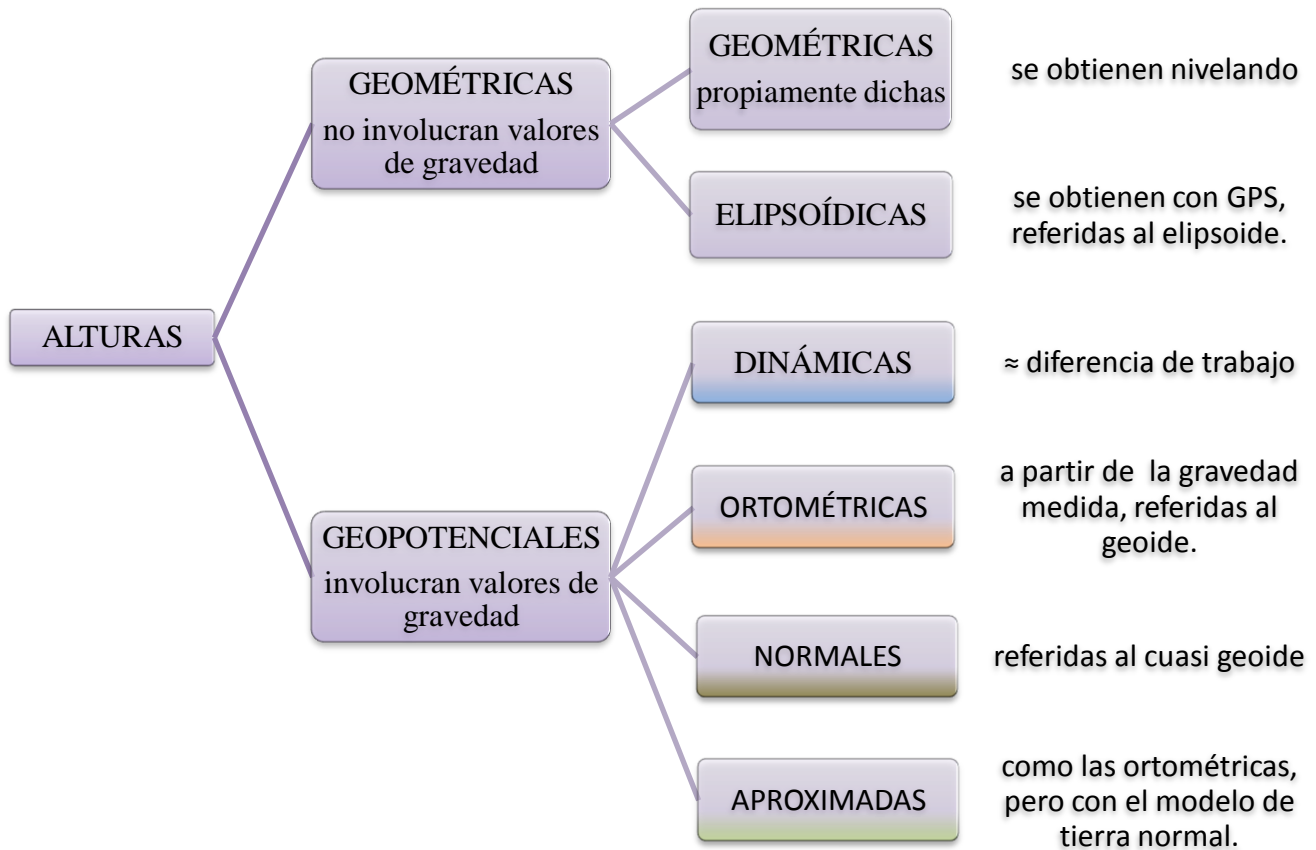 ALTURAS
GEOMÉTRICAS
no involucran valores
de gravedad
GEOMÉTRICAS
propiamente dichas
se obtienen nivelando
ELIPSOÍDICAS
se obtienen con GPS,
referidas al elipsoide.
GEOPOTENCIALES
involucran valores de
gravedad
DINÁMICAS
≈ diferencia de trabajo
ORTOMÉTRICAS
a partir de la gravedad
medida, referidas al
geoide.
NORMALES
referidas al cuasi geoide
APROXIMADAS
como las ortométricas,
pero con el modelo de
tierra normal.